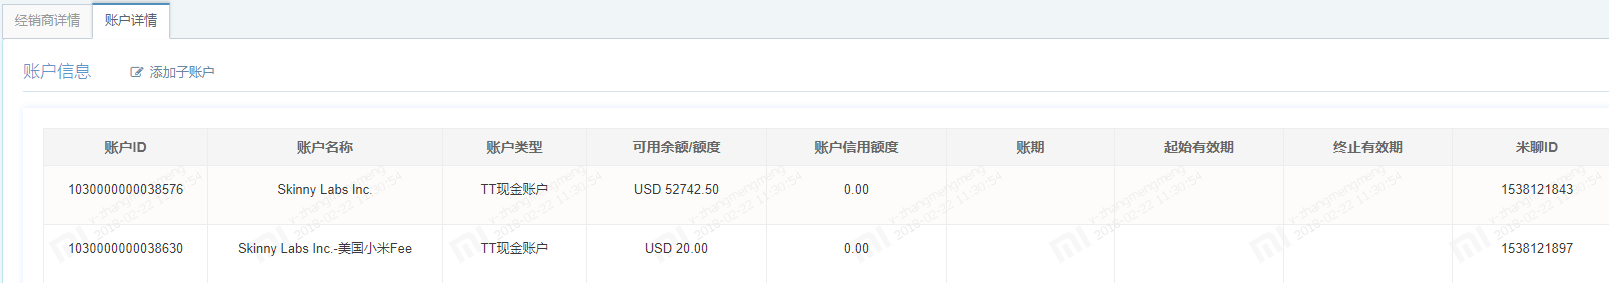 经销商详情 账户详情
账户信息 添加子账户
账户ID 账户名称 账户类型 可用余额/额度 账户信用额度 账期 起始有效期 终止有效期 米聊ID
1030000000038576 Skinny Labs Inc. TT现金账户 USD 52742.50 0.00 1538121843
1030000000038630 Skinny Labs Inc.-美国小米Fee TT现金账户 USD 20.00 0.00 1538121897